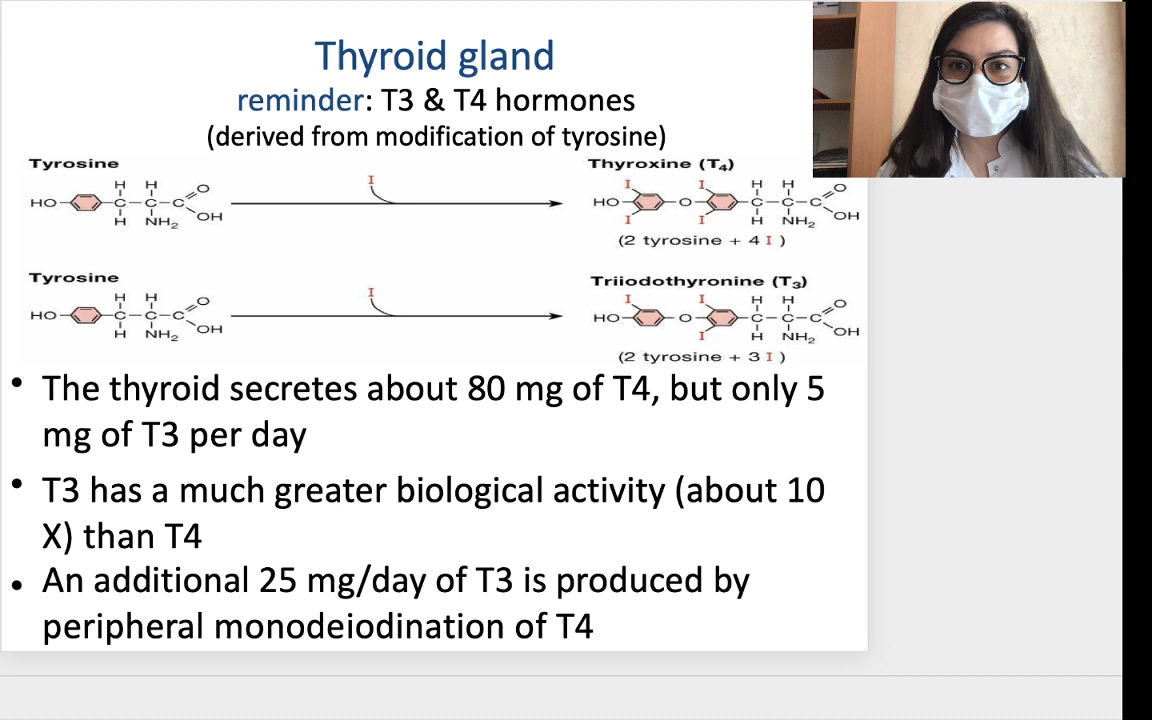 Thyroid gland
reminder: T3 & T4 hormones
(derived from modification of tyrosine)
Tyrosine
Thyroxine (T₄)
H H
I I H H
HO C C C O
I
HO O C C C O
H NH₂ OH
I I H NH₂ OH
(2 tyrosine + 4 I )
Tyrosine
Triiodothyronine (T₃)
H H
I I H H
HO C C C O
I
HO O C C C O
H NH₂ OH
I H NH₂ OH
(2 tyrosine + 3 I )
• The thyroid secretes about 80 mg of T4, but only 5
mg of T3 per day
• T3 has a much greater biological activity (about 10
X) than T4
• An additional 25 mg/day of T3 is produced by
peripheral monodeiodination of T4